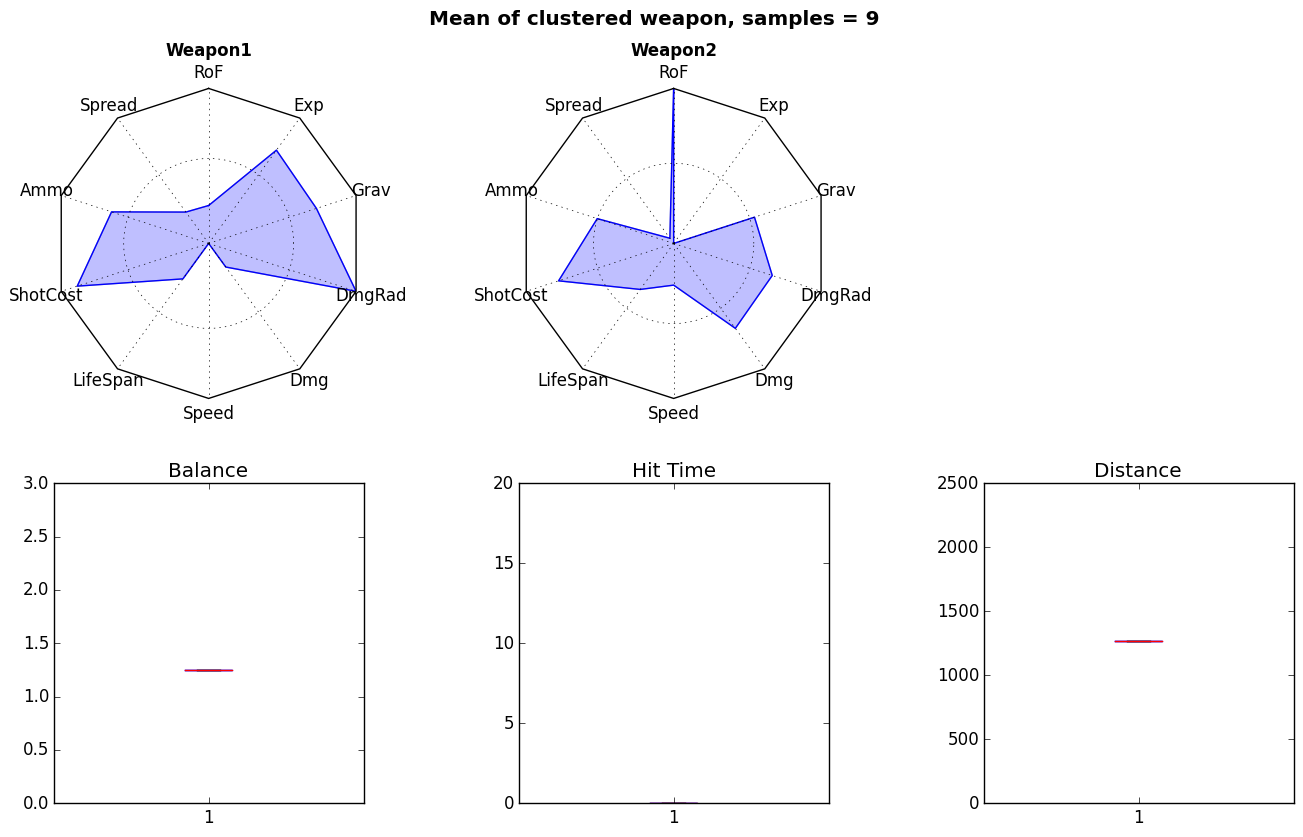 Mean of clustered weapon, samples = 9
Weapon1
RoF
Exp
Grav
DmgRad
Dmg
Speed
LifeSpan
ShotCost
Ammo
Spread
Weapon2
RoF
Exp
Grav
DmgRad
Dmg
Speed
LifeSpan
ShotCost
Ammo
Spread
Balance
3.0
2.5
2.0
1.5
1.0
0.5
0.0
1
Hit Time
20
15
10
5
0
1
Distance
2500
2000
1500
1000
500
0
1